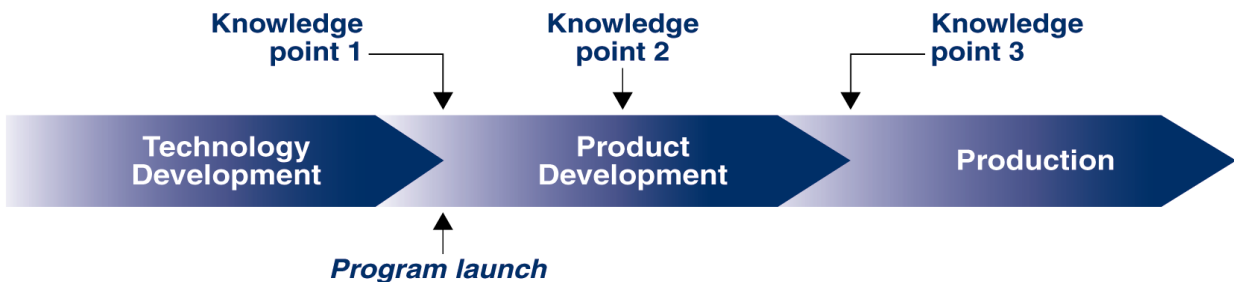 Knowledge
point 1
Knowledge
point 2
Knowledge
point 3
Technology
Development
Product
Development
Production
Program launch